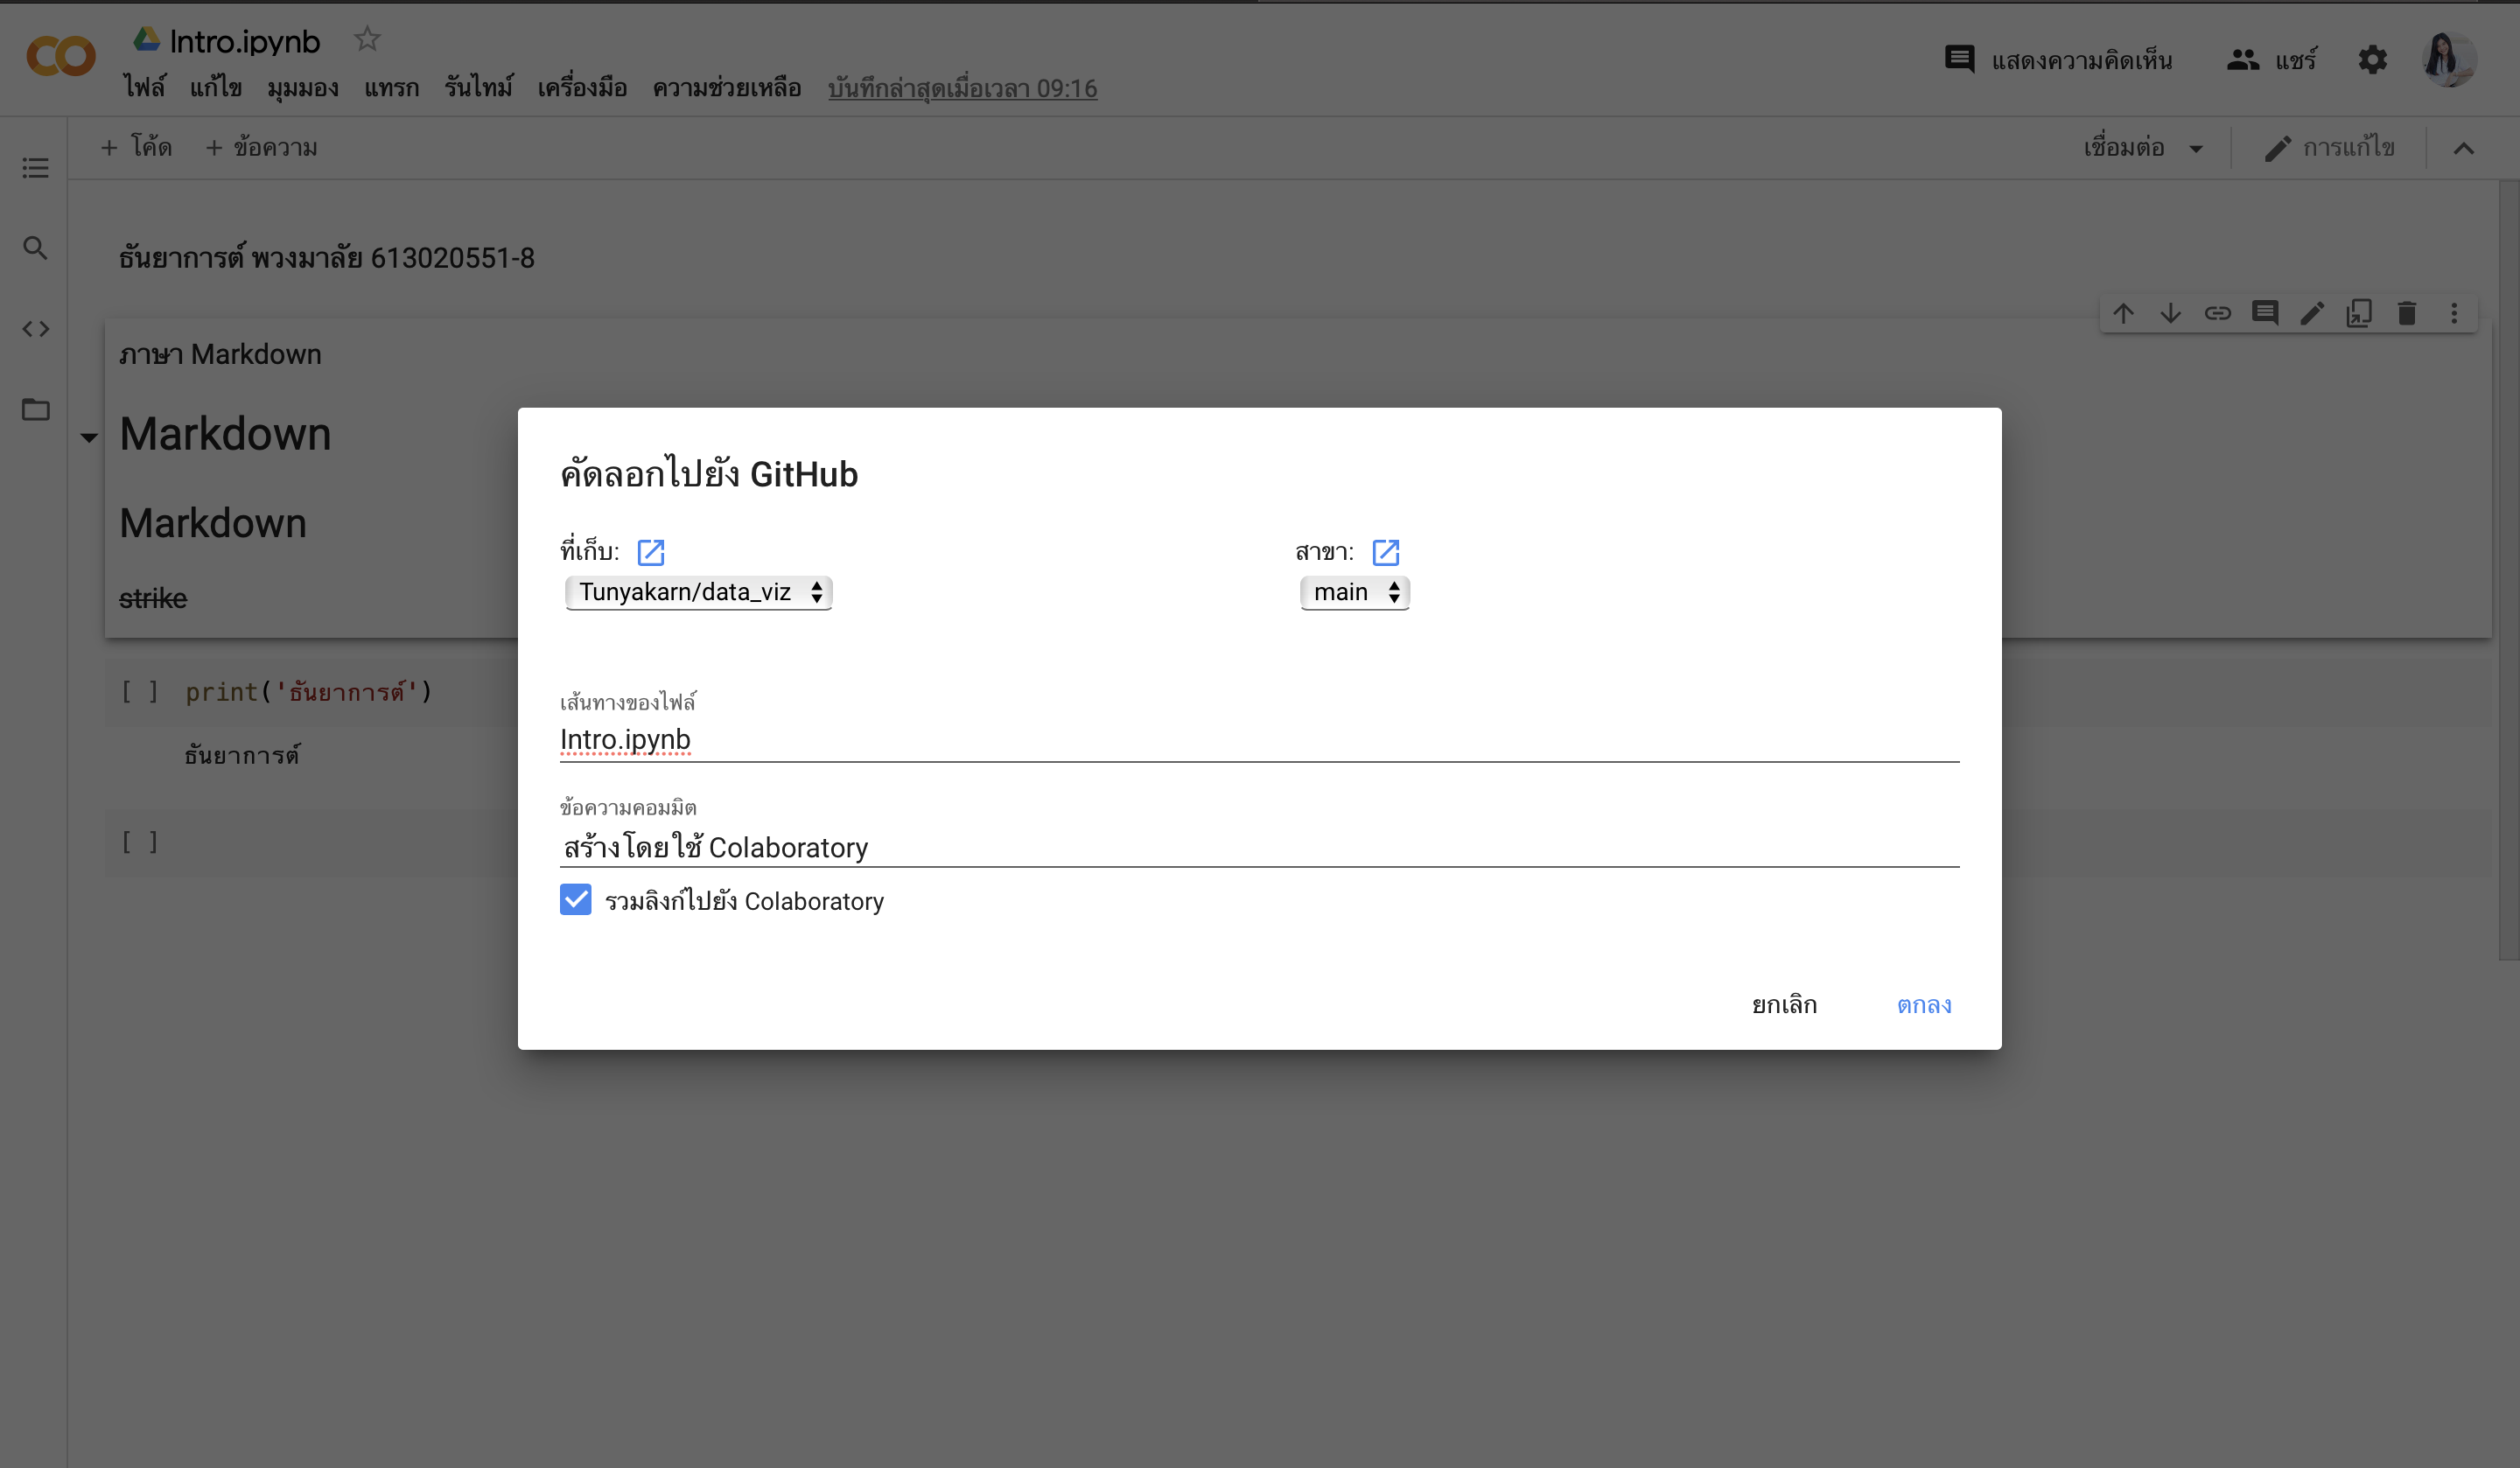 Intro.ipynb
ไฟล์ แก้ไข มุมมอง แทรก รันไทม์ เครื่องมือ ความช่วยเหลือ บันทึกล่าสุดเมื่อเวลา 09:16
แสดงความคิดเห็น แชร์
+ โค้ด + ข้อความ
เชื่อมต่อ การแก้ไข
ธันยาการต์ พวงมาลัย 613020551-8
ภาษา Markdown
Markdown
Markdown
strike
[ ] print('ธันยาการต์')
ธันยาการต์
[ ]
คัดลอกไปยัง GitHub
ที่เก็บ: สาขา:
Tunyakarn/data_viz main
เส้นทางของไฟล์
Intro.ipynb
ข้อความคอมมิต
สร้างโดยใช้ Colaboratory
รวมลิงก์ไปยัง Colaboratory
ยกเลิก ตกลง